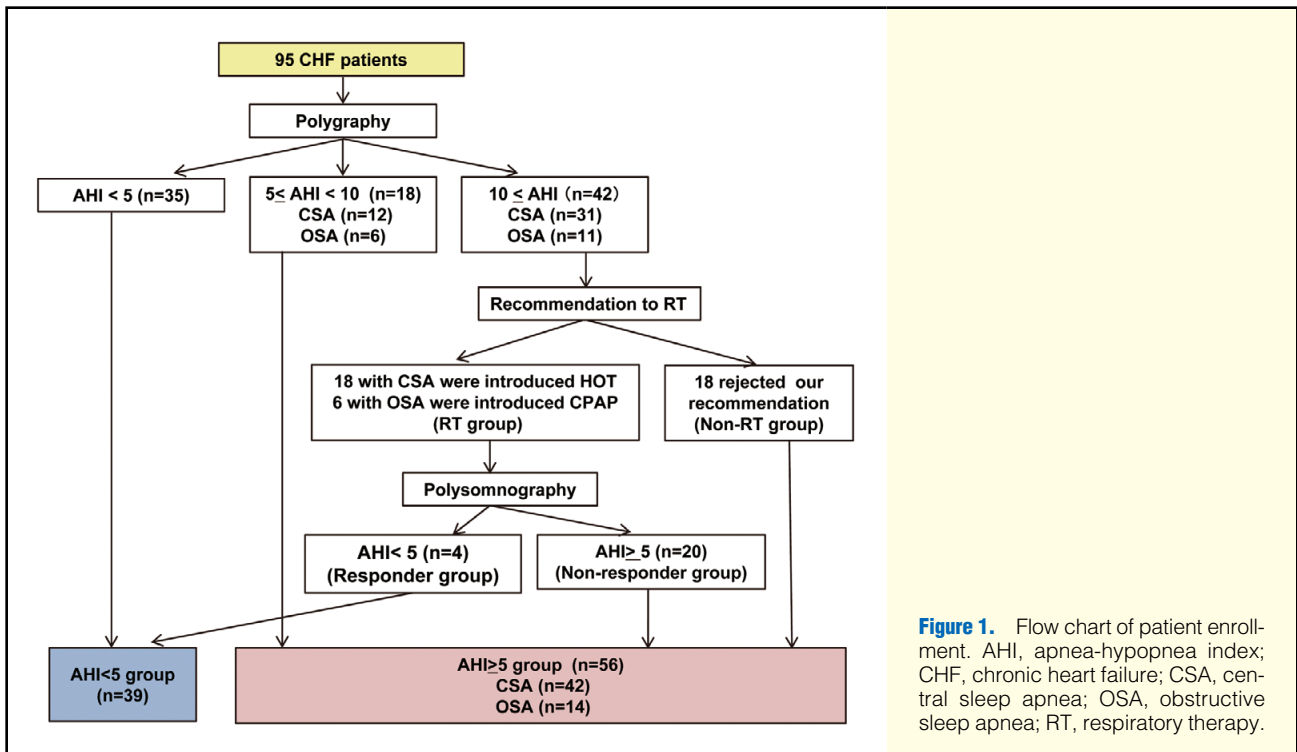 95 CHF patients
Polygraphy
AHI < 5 (n=35)
5≤ AHI < 10 (n=18)
CSA (n=12)
OSA (n=6)
10 ≤ AHI（n=42）
CSA (n=31)
OSA (n=11)
Recommendation to RT
18 with CSA were introduced HOT
6 with OSA were introduced CPAP
(RT group)
18 rejected our
recommendation
(Non-RT group)
Polysomnography
AHI< 5 (n=4)
(Responder group)
AHI≥ 5 (n=20)
(Non-responder group)
AHI<5 group
(n=39)
AHI≥5 group (n=56)
CSA (n=42)
OSA (n=14)
Figure 1. Flow chart of patient enroll-
ment. AHI, apnea-hypopnea index;
CHF, chronic heart failure; CSA, cen-
tral sleep apnea; OSA, obstructive
sleep apnea; RT, respiratory therapy.